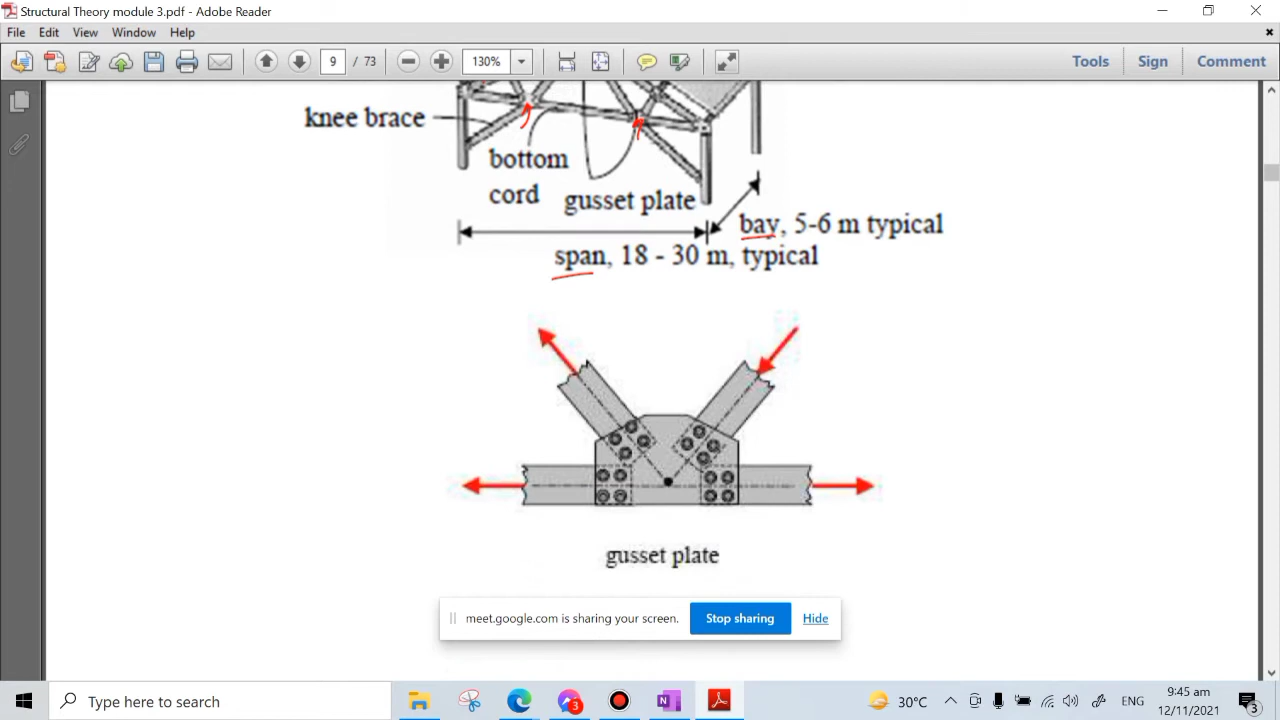 Structural Theory module 3.pdf - Adobe Reader
File Edit View Window Help
9 / 73 130% Tools Sign Comment
knee brace
bottom
cord
gusset plate
bay, 5-6 m typical
span, 18 - 30 m, typical
gusset plate
meet.google.com is sharing your screen. Stop sharing Hide
Type here to search
3
30°C
ENG
9:45 am
12/11/2021
3